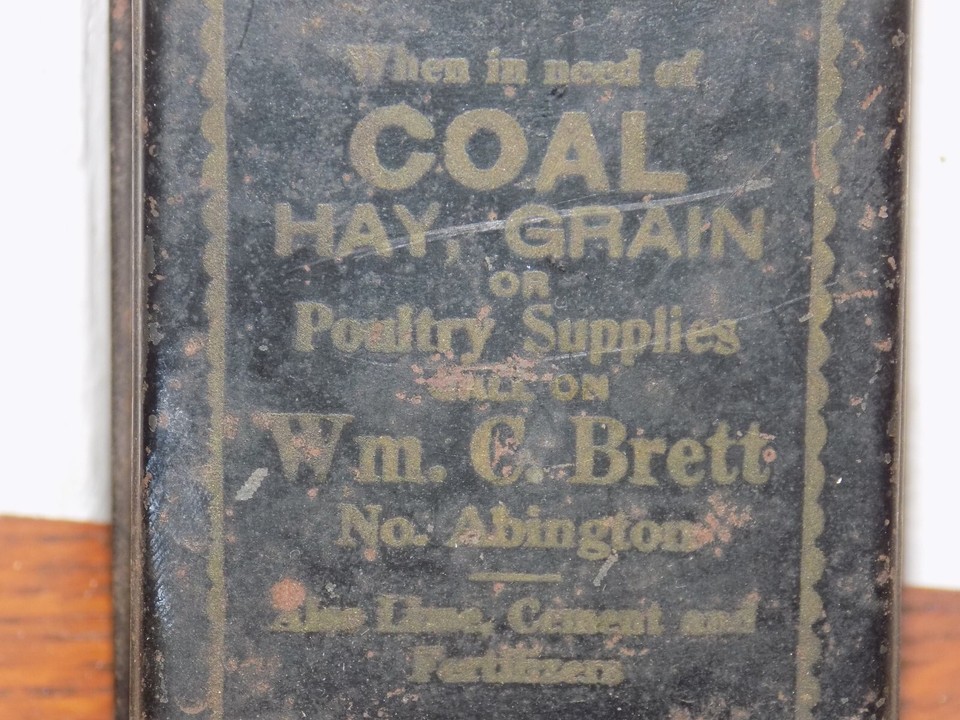 When in need of
COAL
HAY, GRAIN
OR
Poultry Supplies
CALL ON
Wm. C. Brett
No. Abington
Also Lime, Cement and
Fertilizers